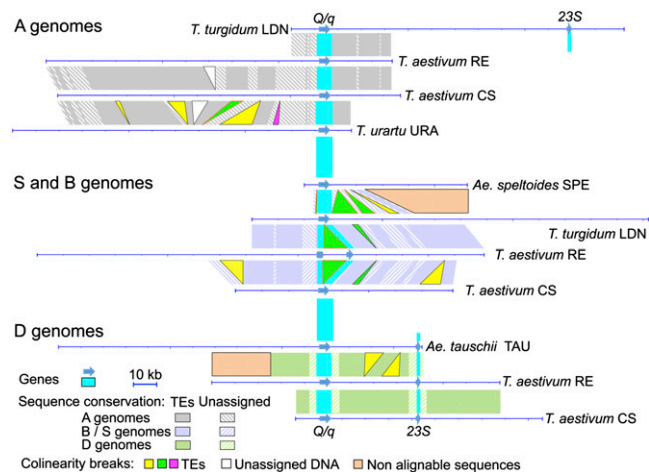 A genomes
T. turgidum LDN
Q/q
23S
T. aestivum RE
T. aestivum CS
T. urartu URA
S and B genomes
Ae. speltoides SPE
T. turgidum LDN
T. aestivum RE
T. aestivum CS
D genomes
Ae. tauschii TAU
Genes
10 kb
T. aestivum RE
Sequence conservation: TEs Unassigned
A genomes
B / S genomes
D genomes
T. aestivum CS
Q/q
23S
Colinearity breaks: TEs Unassigned DNA Non alignable sequences